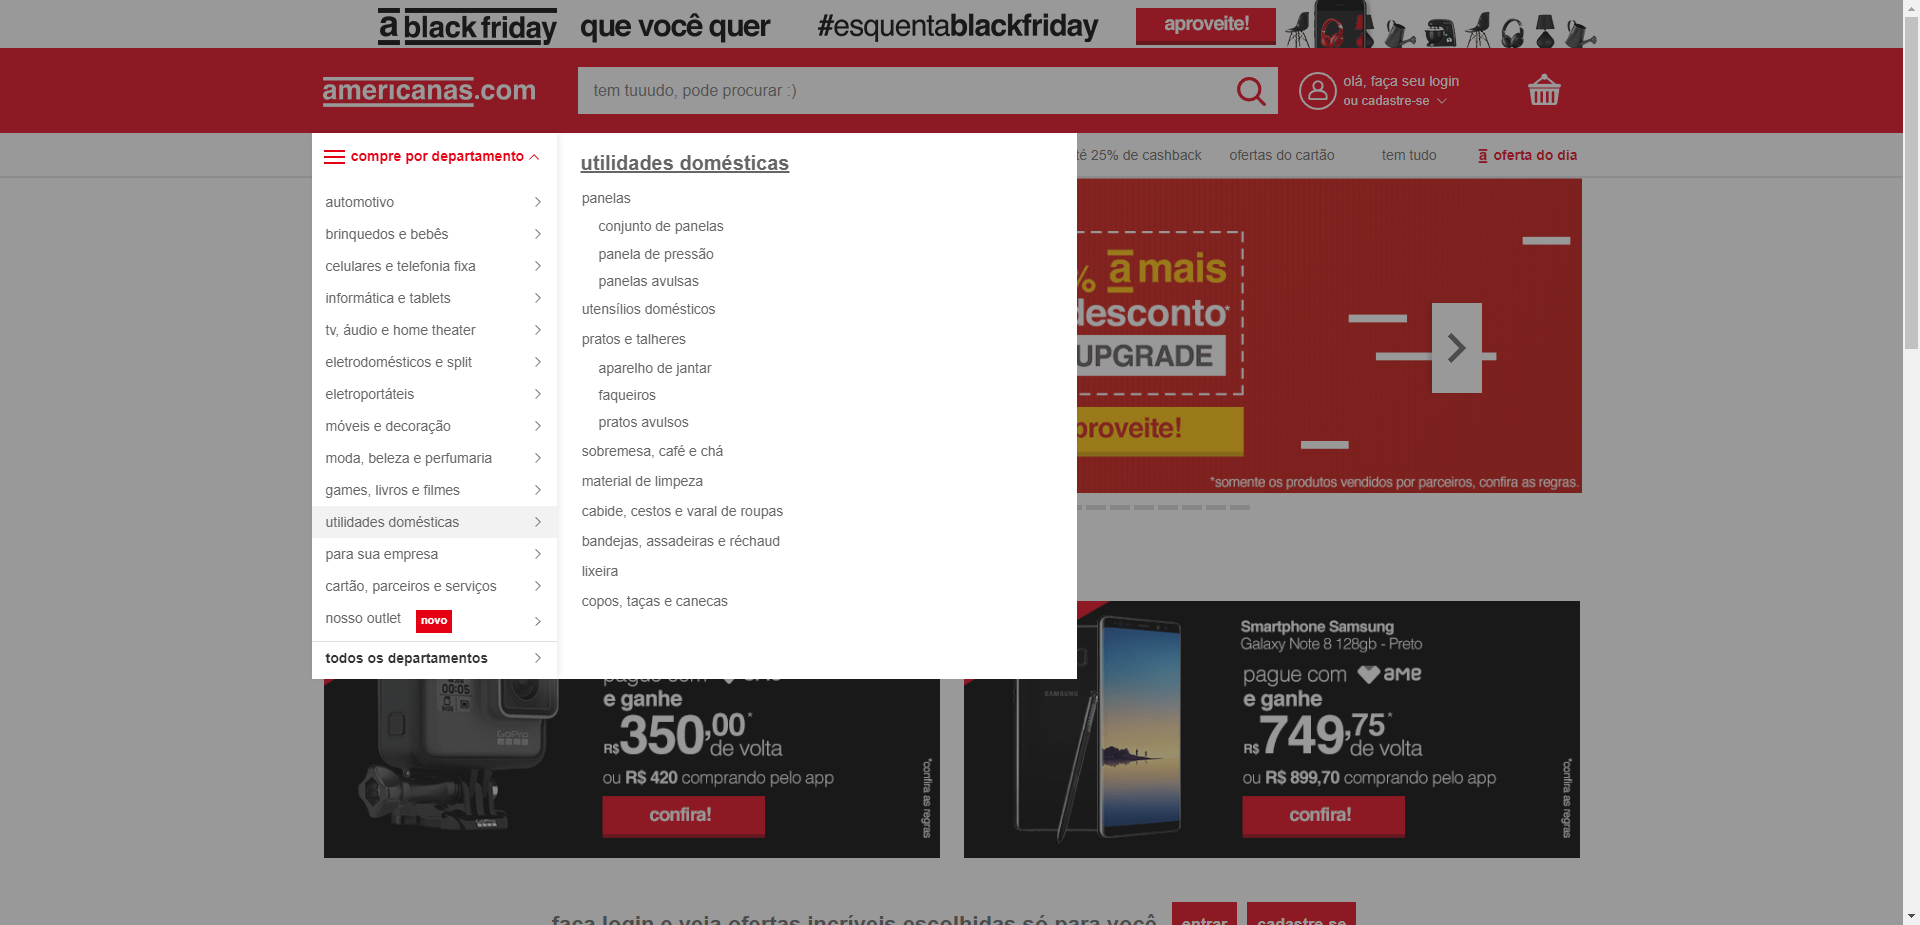 a black friday que você quer #esquentablackfriday aproveite!
americanas.com
tem tuuudo, pode procurar :)
olá, faça seu login
ou cadastre-se
compre por departamento
té 25% de cashback
ofertas do cartão
tem tudo
a oferta do dia
automotivo
brinquedos e bebês
celulares e telefonia fixa
informática e tablets
tv, áudio e home theater
eletrodomésticos e split
eletroportáteis
móveis e decoração
moda, beleza e perfumaria
games, livros e filmes
utilidades domésticas
para sua empresa
cartão, parceiros e serviços
nosso outlet novo
todos os departamentos
utilidades domésticas
panelas
conjunto de panelas
panela de pressão
panelas avulsas
utensílios domésticos
pratos e talheres
aparelho de jantar
faqueiros
pratos avulsos
sobremesa, café e chá
material de limpeza
cabide, cestos e varal de roupas
bandejas, assadeiras e réchaud
lixeira
copos, taças e canecas
% a mais
desconto*
UPGRADE
proveite!
*somente os produtos vendidos por parceiros, confira as regras.
00:05
GoPro
pague com ame
e ganhe
R$350,00*
de volta
ou R$ 420 comprando pelo app
confira!
*confira as regras
SAMSUNG
Smartphone Samsung
Galaxy Note 8 128gb - Preto
pague com ame
e ganhe
R$749,75*
de volta
ou R$ 899,70 comprando pelo app
confira!
*confira as regras
faça login e veja ofertas incríveis escolhidas só para você
entrar
cadastre-se